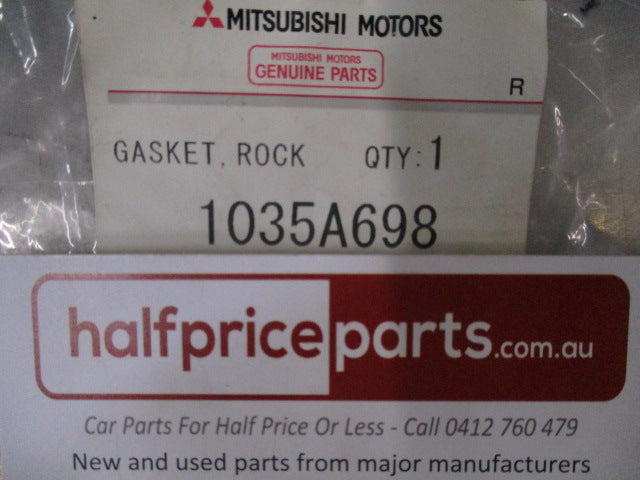 MITSUBISHI MOTORS
MITSUBISHI MOTORS
GENUINE PARTS
R
GASKET, ROCK QTY: 1
1035A698
halfpriceparts.com.au
Car Parts For Half Price Or Less - Call 0412 760 479
New and used parts from major manufacturers